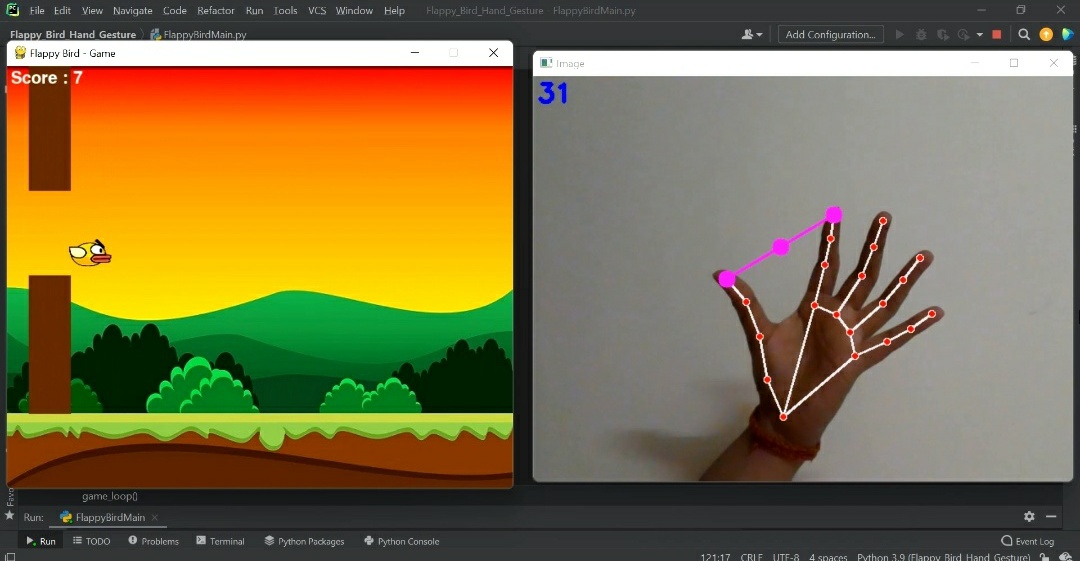 File Edit View Navigate Code Refactor Run Tools VCS Window Help Flappy_Bird_Hand_Gesture - FlappyBirdMain.py
Flappy_Bird_Hand_Gesture FlappyBirdMain.py Add Configuration...
Flappy Bird - Game
Image
Score : 7
31
game_loop()
Run: FlappyBirdMain
Run TODO Problems Terminal Python Packages Python Console Event Log
121:17 CRLF UTF-8 4 spaces Python 3.9 (Flappy_Bird_Hand_Gesture)